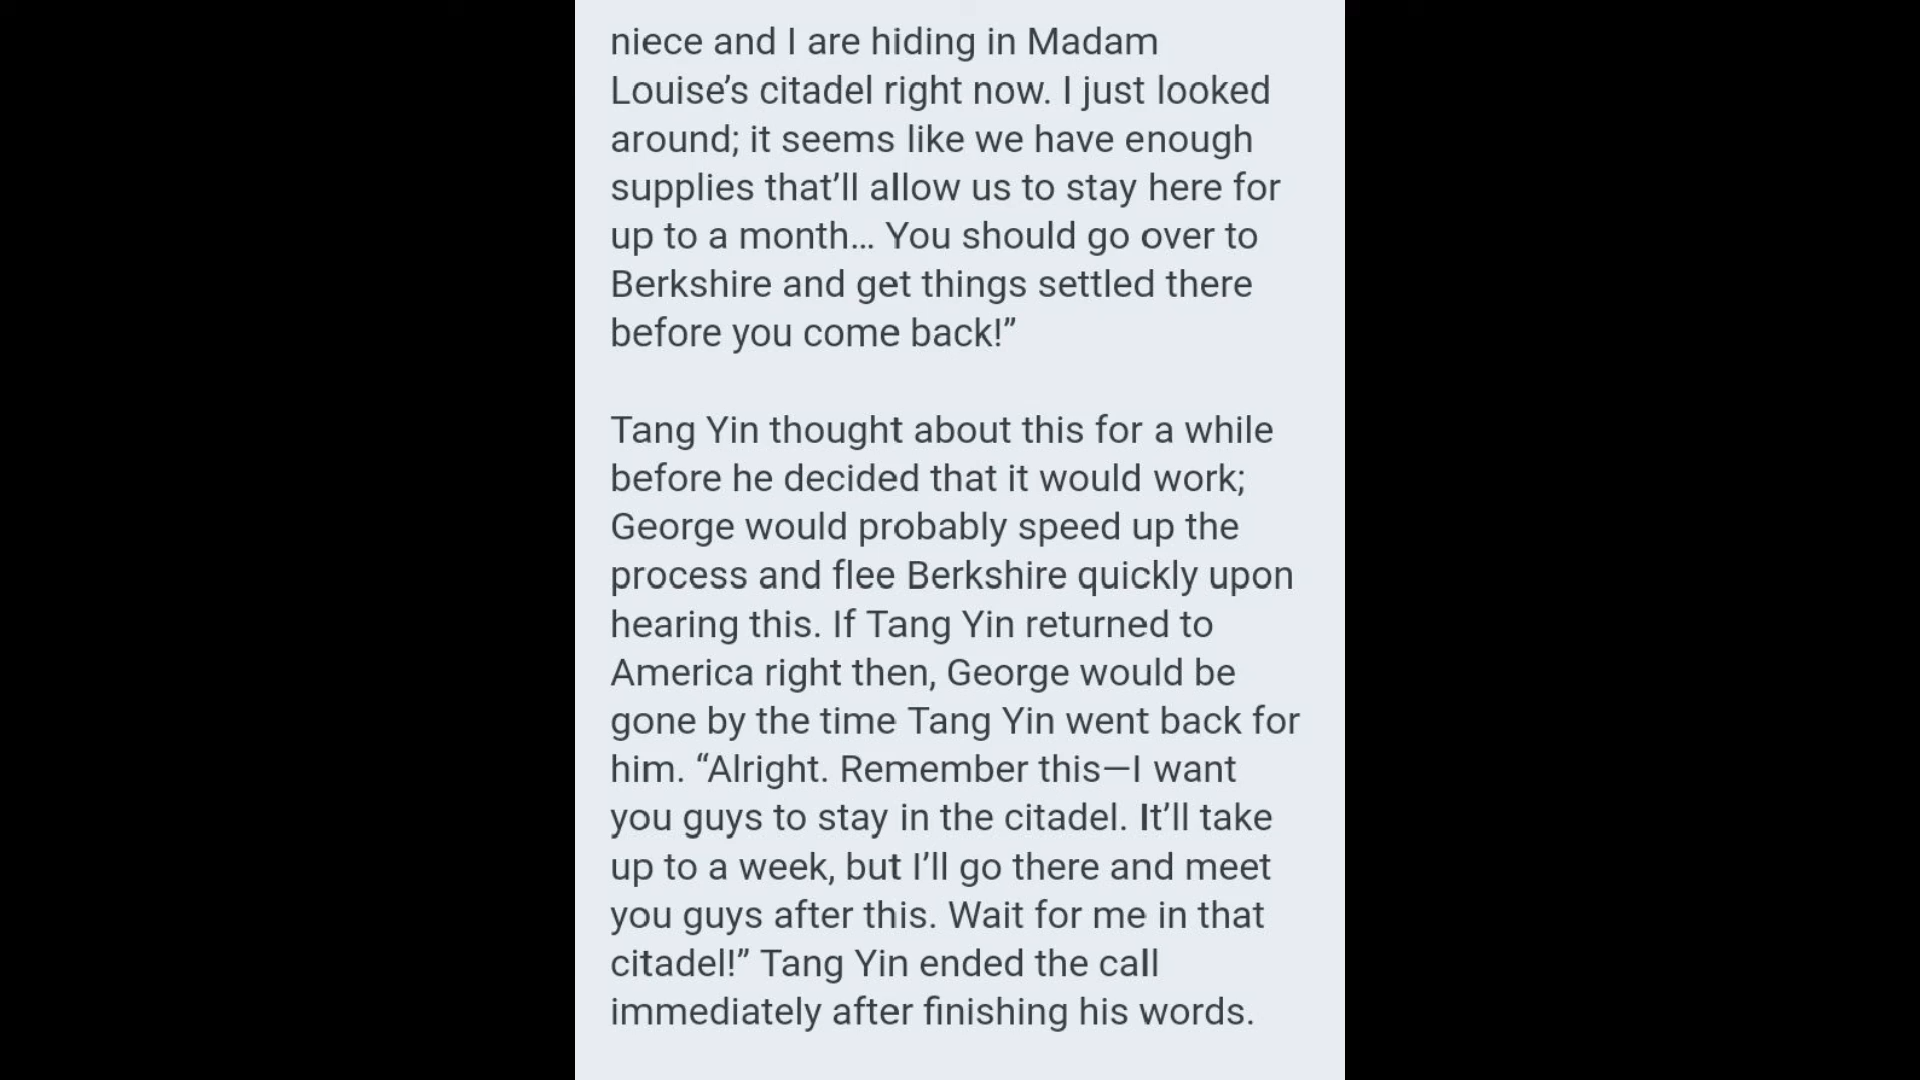 niece and I are hiding in Madam
Louise’s citadel right now. I just looked
around; it seems like we have enough
supplies that’ll allow us to stay here for
up to a month… You should go over to
Berkshire and get things settled there
before you come back!”
Tang Yin thought about this for a while
before he decided that it would work;
George would probably speed up the
process and flee Berkshire quickly upon
hearing this. If Tang Yin returned to
America right then, George would be
gone by the time Tang Yin went back for
him. “Alright. Remember this—I want
you guys to stay in the citadel. It’ll take
up to a week, but I’ll go there and meet
you guys after this. Wait for me in that
citadel!” Tang Yin ended the call
immediately after finishing his words.